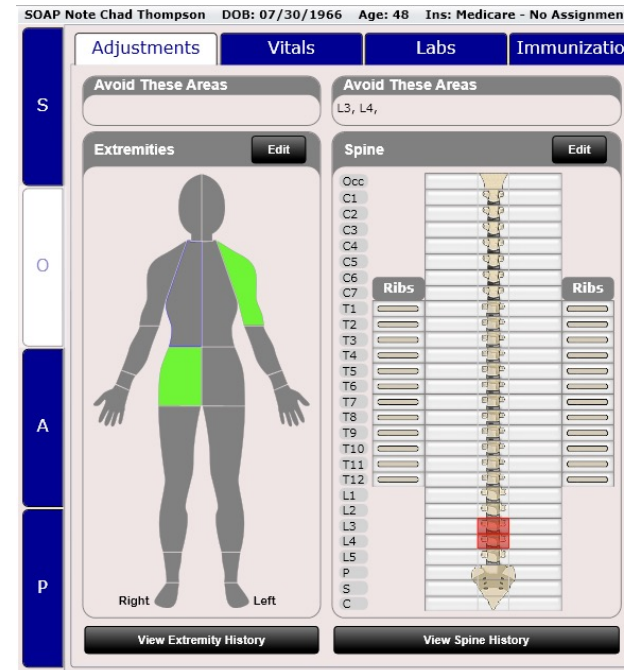 SOAP Note Chad Thompson DOB: 07/30/1966 Age: 48 Ins: Medicare - No Assignmen
Adjustments Vitals Labs Immunizatio
S
O
A
P
Avoid These Areas
Avoid These Areas
L3, L4,
Extremities Edit
Right Left
View Extremity History
Spine Edit
Occ
C1
C2
C3
C4
C5
C6
C7
Ribs Ribs
T1
T2
T3
T4
T5
T6
T7
T8
T9
T10
T11
T12
L1
L2
L3
L4
L5
P
S
C
View Spine History